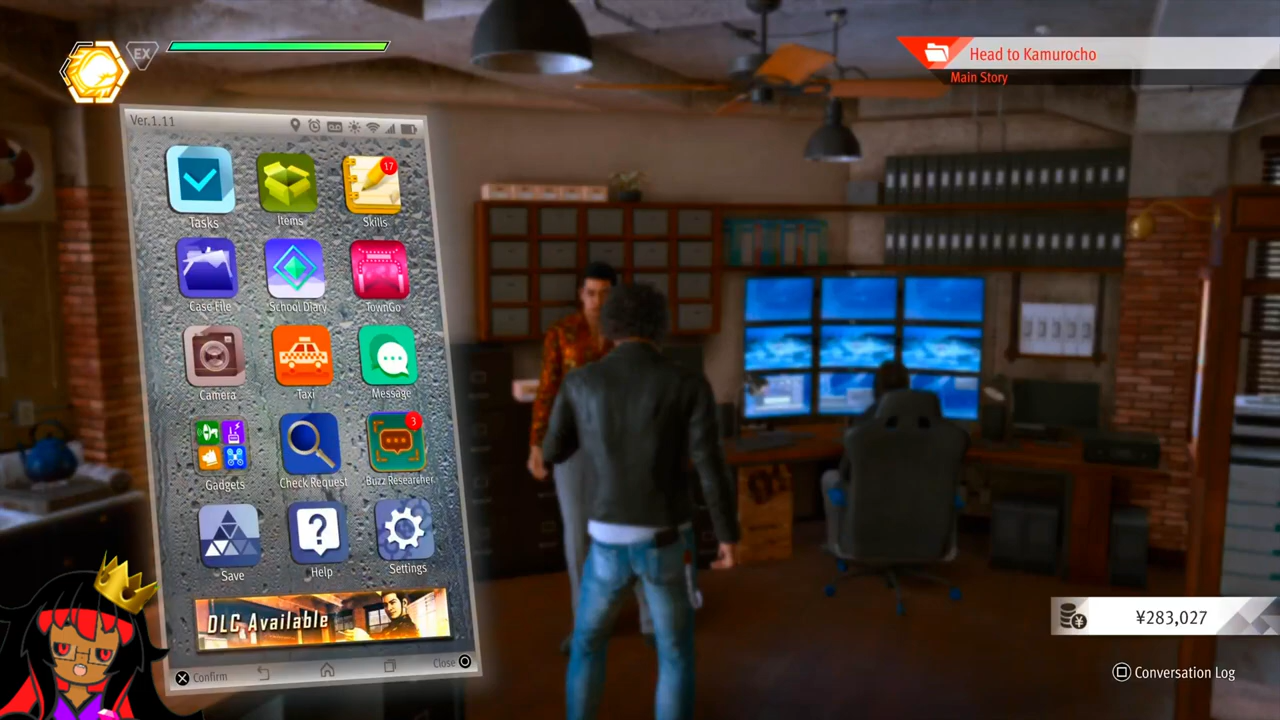 EX
Head to Kamurocho
Main Story
Ver.1.11
17
Tasks
Items
Skills
Case File
School Diary
TownGo
Camera
Taxi
Message
3
Gadgets
Check Request
Buzz Researcher
Save
Help
Settings
DLC Available
Confirm
Close
¥283,027
Conversation Log